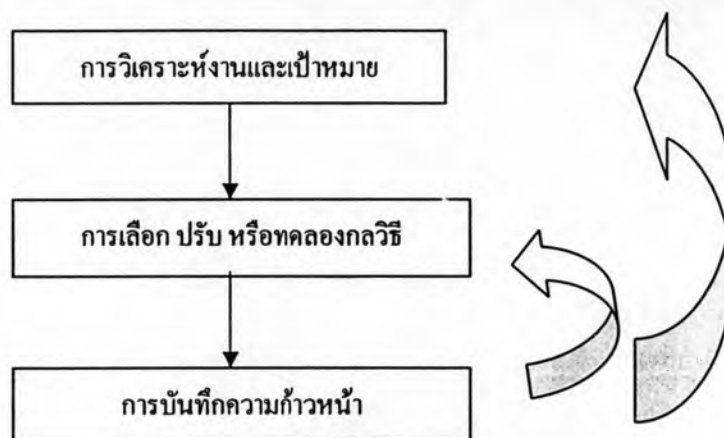 การวิเคราะห์งานและเป้าหมาย
การเลือก ปรับ หรือทดลองกลวิธี
การบันทึกความก้าวหน้า